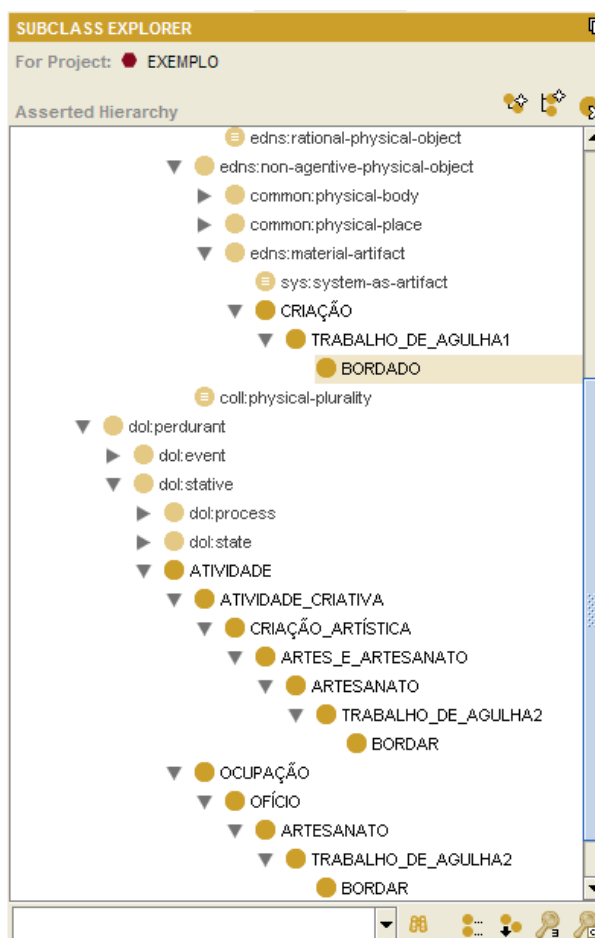 SUBCLASS EXPLORER
For Project: EXEMPLO
Asserted Hierarchy
edns:rational-physical-object
edns:non-agentive-physical-object
common:physical-body
common:physical-place
edns:material-artifact
sys:system-as-artifact
CRIAÇÃO
TRABALHO_DE_AGULHA1
BORDADO
coll:physical-plurality
dol:perdurant
dol:event
dol:stative
dol:process
dol:state
ATIVIDADE
ATIVIDADE_CRIATIVA
CRIAÇÃO_ARTÍSTICA
ARTES_E_ARTESANATO
ARTESANATO
TRABALHO_DE_AGULHA2
BORDAR
OCUPAÇÃO
OFÍCIO
ARTESANATO
TRABALHO_DE_AGULHA2
BORDAR